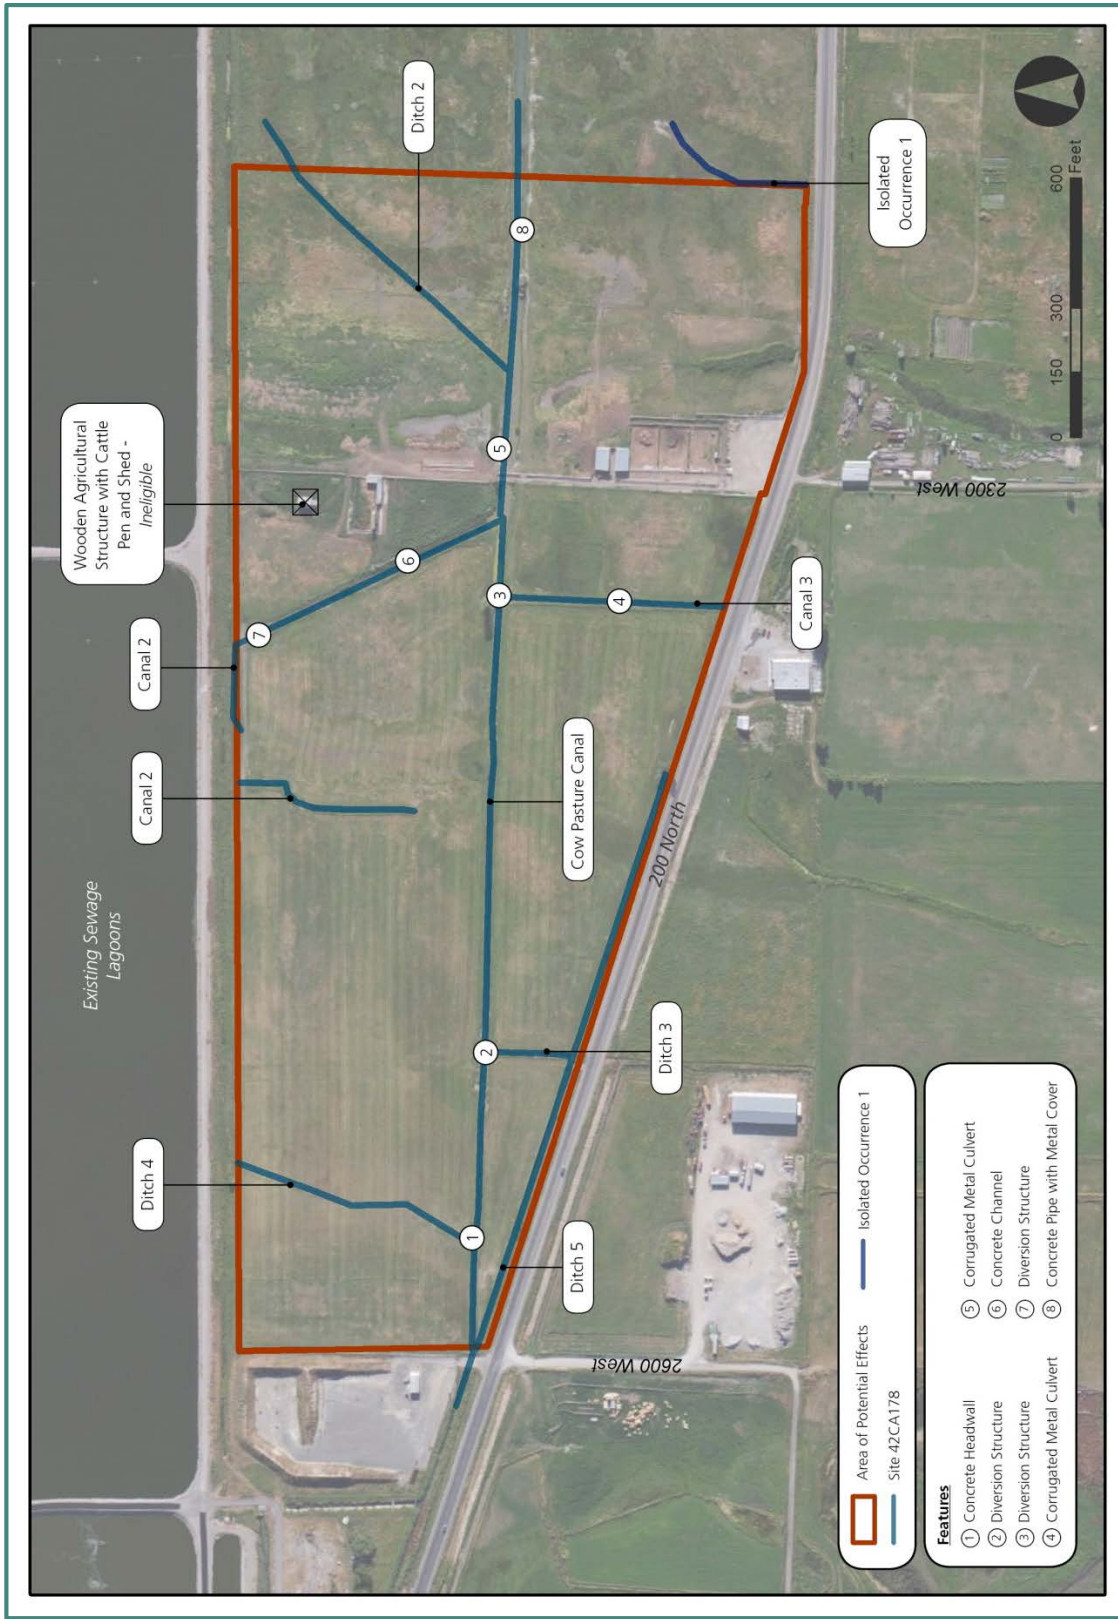 Existing Sewage
Lagoons
Ditch 4
Canal 2
Canal 2
Wooden Agricultural
Structure with Cattle
Pen and Shed -
Ineligible
Ditch 2
1
2
3
4
5
6
7
8
Cow Pasture Canal
Ditch 5
Ditch 3
Canal 3
Isolated
Occurrence 1
200 North
2600 West
2300 West
Area of Potential Effects
Site 42CA178
Isolated Occurrence 1
Features
1 Concrete Headwall
2 Diversion Structure
3 Diversion Structure
4 Corrugated Metal Culvert
5 Corrugated Metal Culvert
6 Concrete Channel
7 Diversion Structure
8 Concrete Pipe with Metal Cover
0 150 300 600
Feet